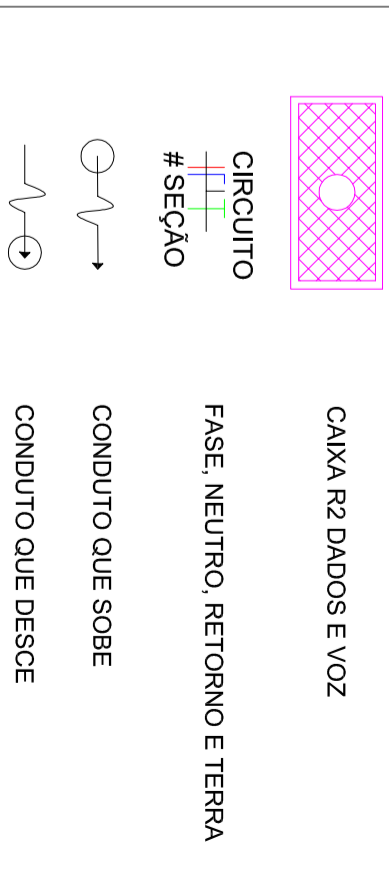 CAIXA R2 DADOS E VOZ
CIRCUITO
# SEÇÃO
FASE, NEUTRO, RETORNO E TERRA
CONDUTO QUE SOBE
CONDUTO QUE DESCE